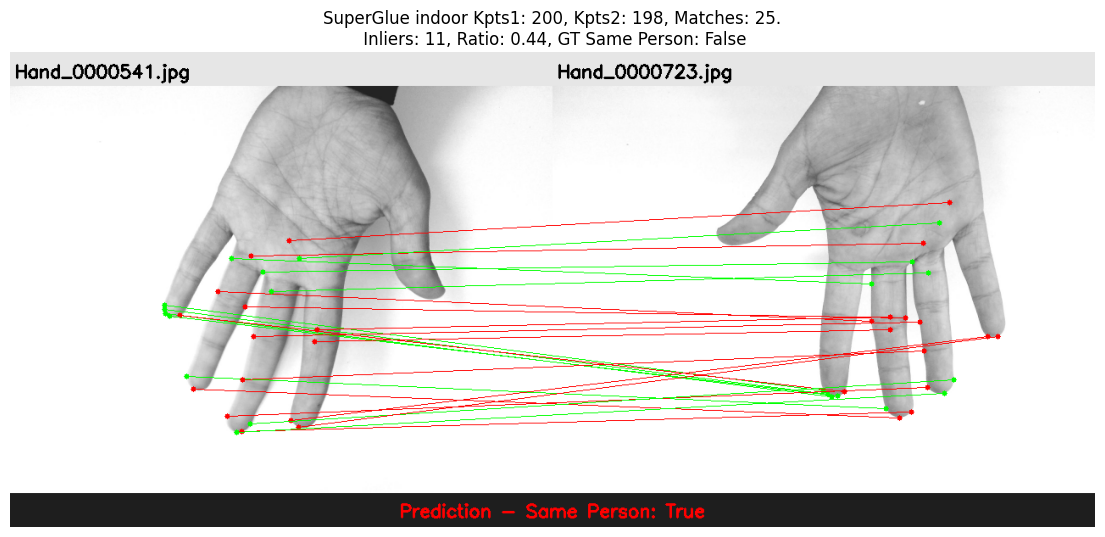 SuperGlue indoor Kpts1: 200, Kpts2: 198, Matches: 25.
Inliers: 11, Ratio: 0.44, GT Same Person: False
Hand_0000541.jpg
Hand_0000723.jpg
Prediction - Same Person: True